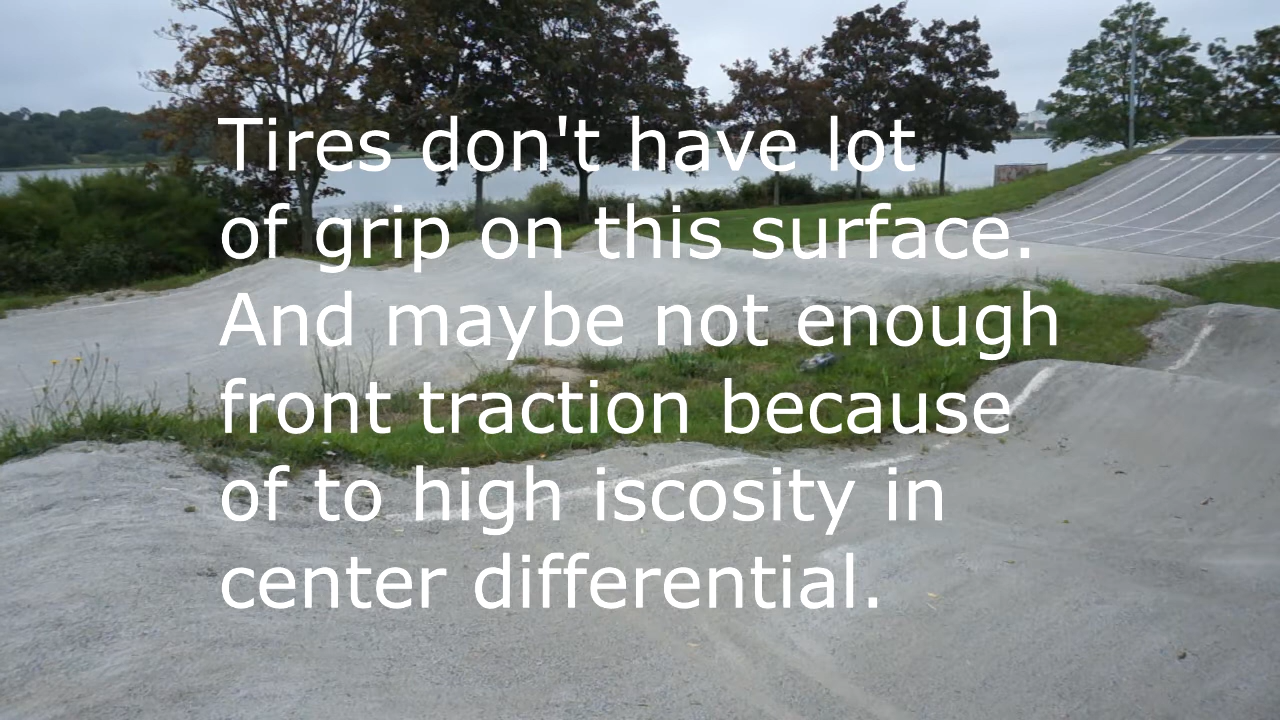 Tires don't have lot
of grip on this surface.
And maybe not enough
front traction because
of to high iscosity in
center differential.